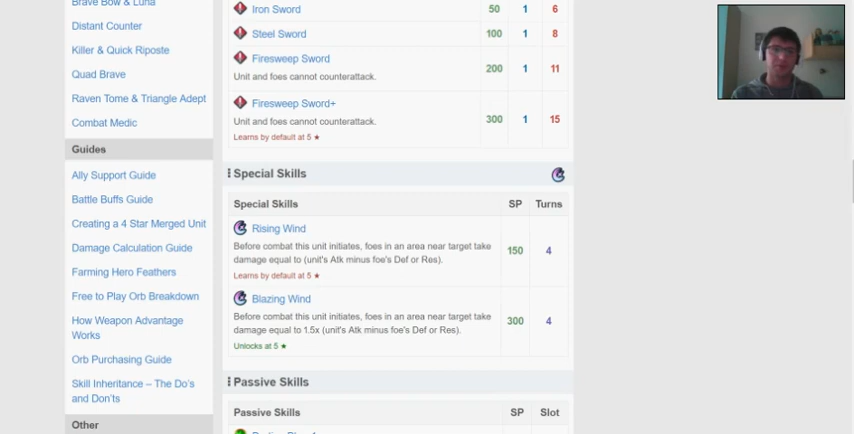 Brave Bow & Luna
Distant Counter
Killer & Quick Riposte
Quad Brave
Raven Tome & Triangle Adept
Combat Medic
Guides
Ally Support Guide
Battle Buffs Guide
Creating a 4 Star Merged Unit
Damage Calculation Guide
Farming Hero Feathers
Free to Play Orb Breakdown
How Weapon Advantage
Works
Orb Purchasing Guide
Skill Inheritance – The Do's
and Don'ts
Other
Iron Sword 50 1 6
Steel Sword 100 1 8
Firesweep Sword
Unit and foes cannot counterattack.
200 1 11
Firesweep Sword+
Unit and foes cannot counterattack.
Learns by default at 5 ★
300 1 15
Special Skills
Special Skills SP Turns
Rising Wind
Before combat this unit initiates, foes in an area near target take
damage equal to (unit's Atk minus foe's Def or Res).
Learns by default at 5 ★
150 4
Blazing Wind
Before combat this unit initiates, foes in an area near target take
damage equal to 1.5x (unit's Atk minus foe's Def or Res).
Unlocks at 5 ★
300 4
Passive Skills
Passive Skills SP Slot